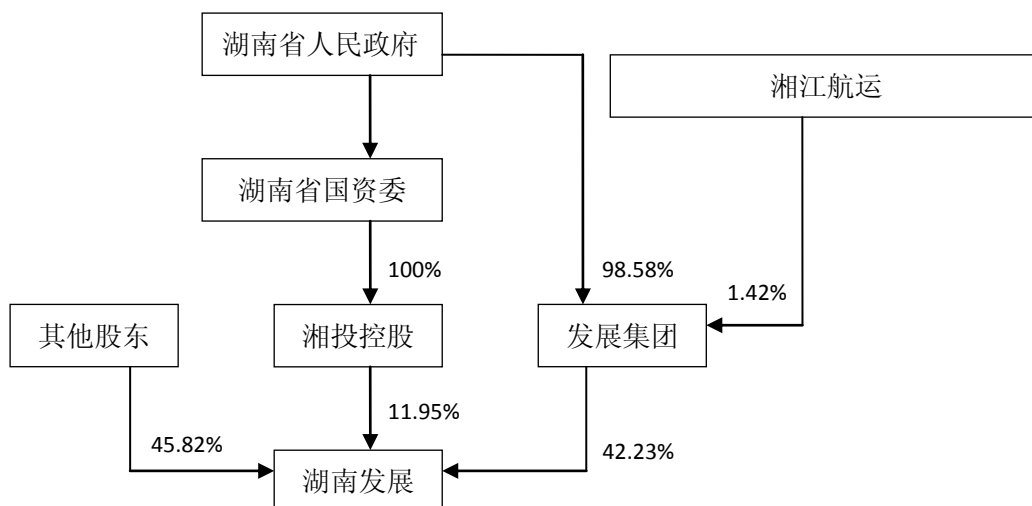 湖南省人民政府
湘江航运
湖南省国资委
100%
98.58%
1.42%
其他股东
湘投控股
发展集团
11.95%
45.82%
42.23%
湖南发展